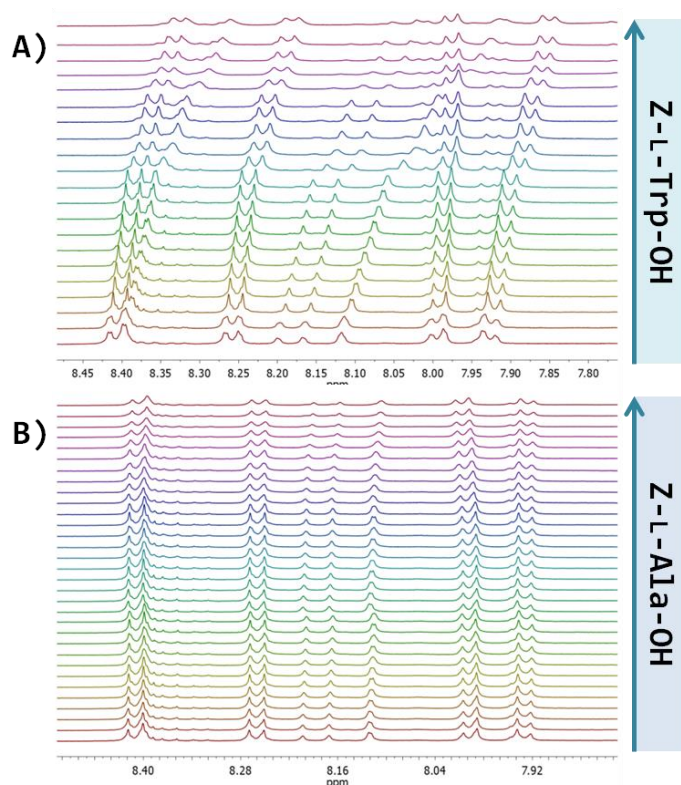 A)
Z-L-Trp-OH
8.45 8.40 8.35 8.30 8.25 8.20 8.15 8.10 8.05 8.00 7.95 7.90 7.85 7.80
ppm
B)
Z-L-Ala-OH
8.40 8.28 8.16 8.04 7.92
ppm